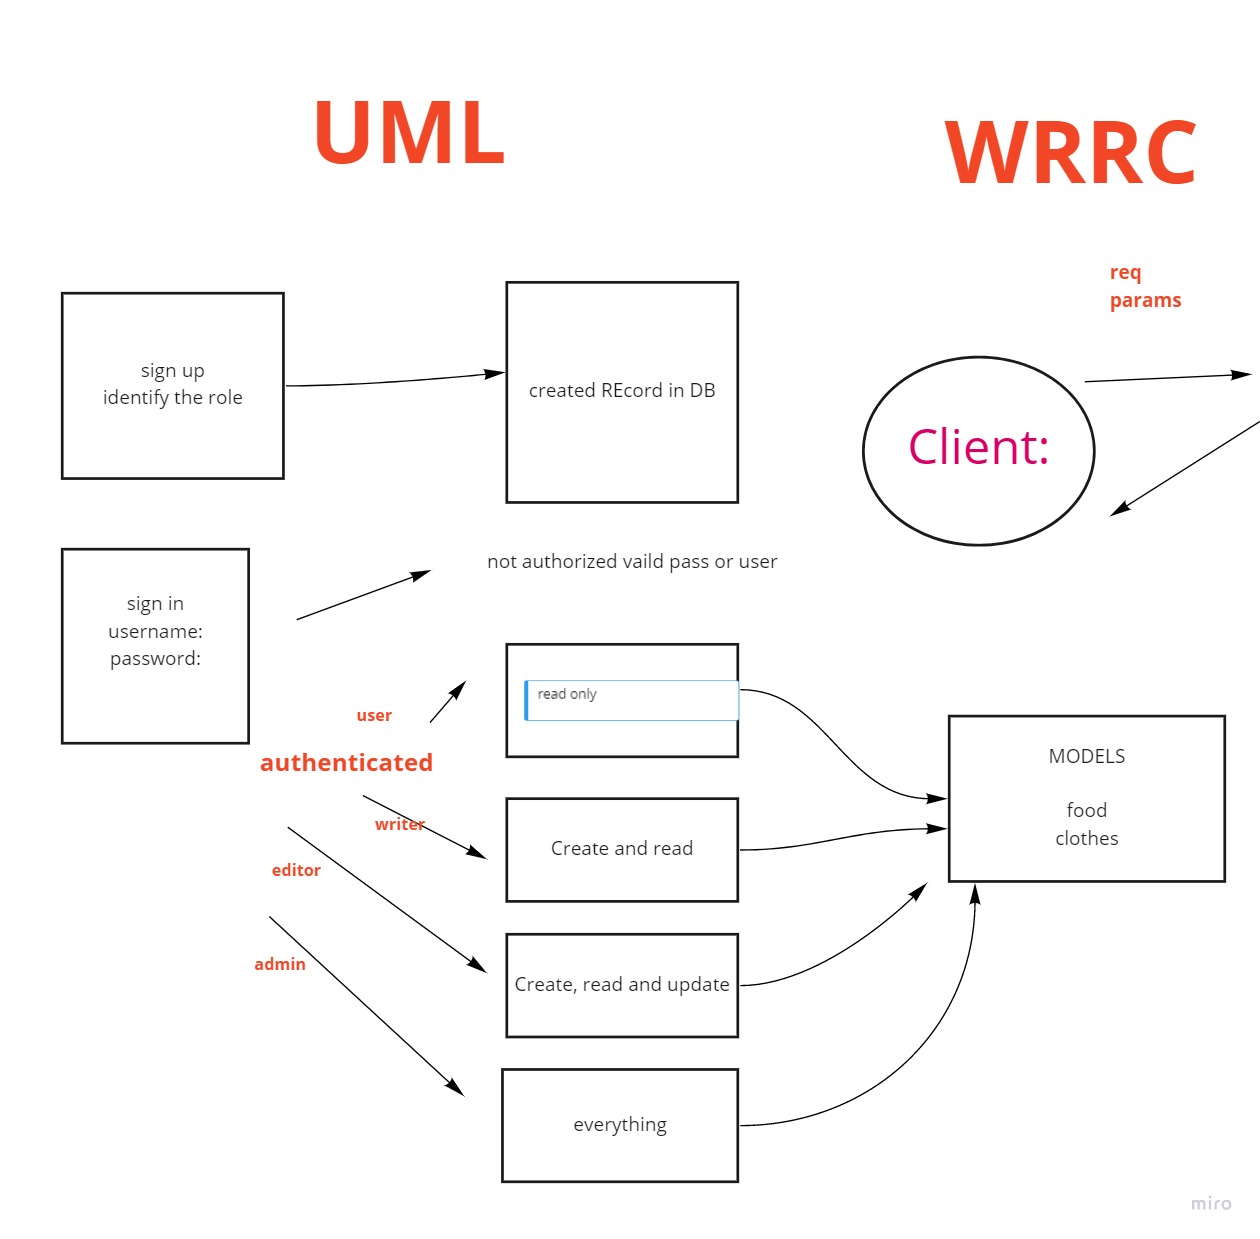 UML
WRRC
req
params
sign up
identify the role
created REcord in DB
Client:
not authorized vaild pass or user
sign in
username:
password:
read only
user
authenticated
writer
editor
admin
Create and read
Create, read and update
everything
MODELS
food
clothes
miro